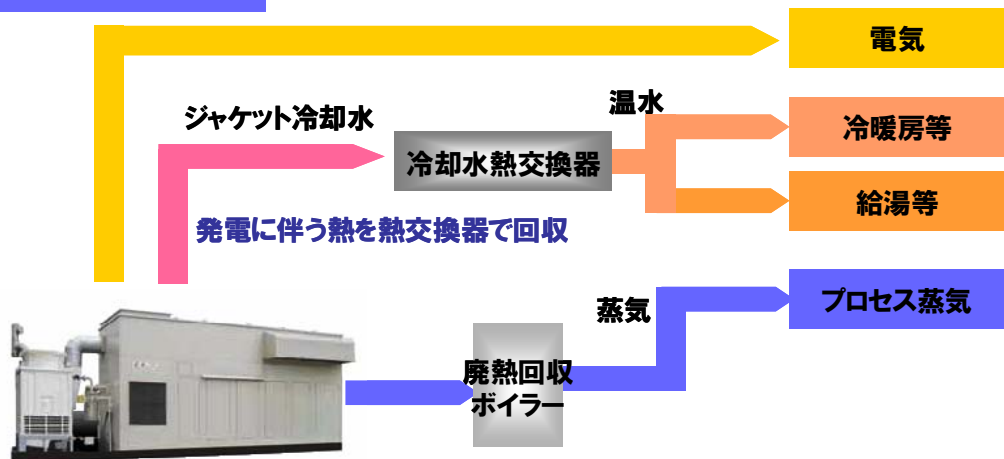 電気
ジャケット冷却水
温水
冷暖房等
冷却水熱交換器
給湯等
発電に伴う熱を熱交換器で回収
蒸気
プロセス蒸気
廃熱回収
ボイラー